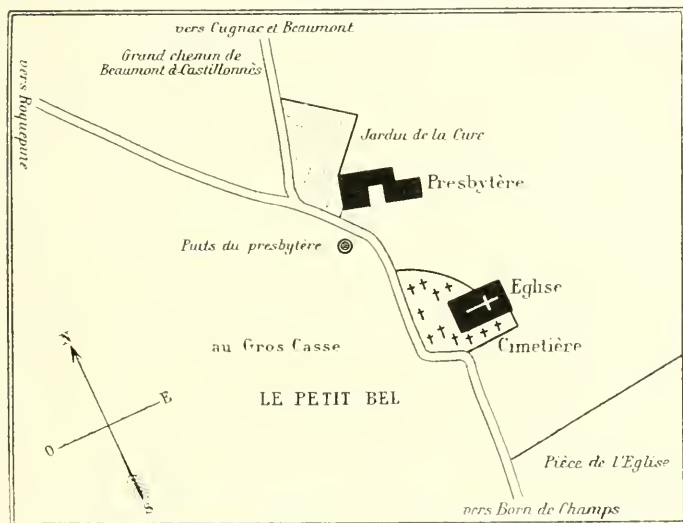 vers Cugnac et Beaumont
Grand chemin de
Beaumont à Castillonnès
vers Roquepine
Jardin de la Cure
Presbytère
Puits du presbytère
Eglise
Cimetière
au Gros Casse
LE PETIT BEL
N
E
O
S
Pièce de l'Eglise
vers Born de Champs